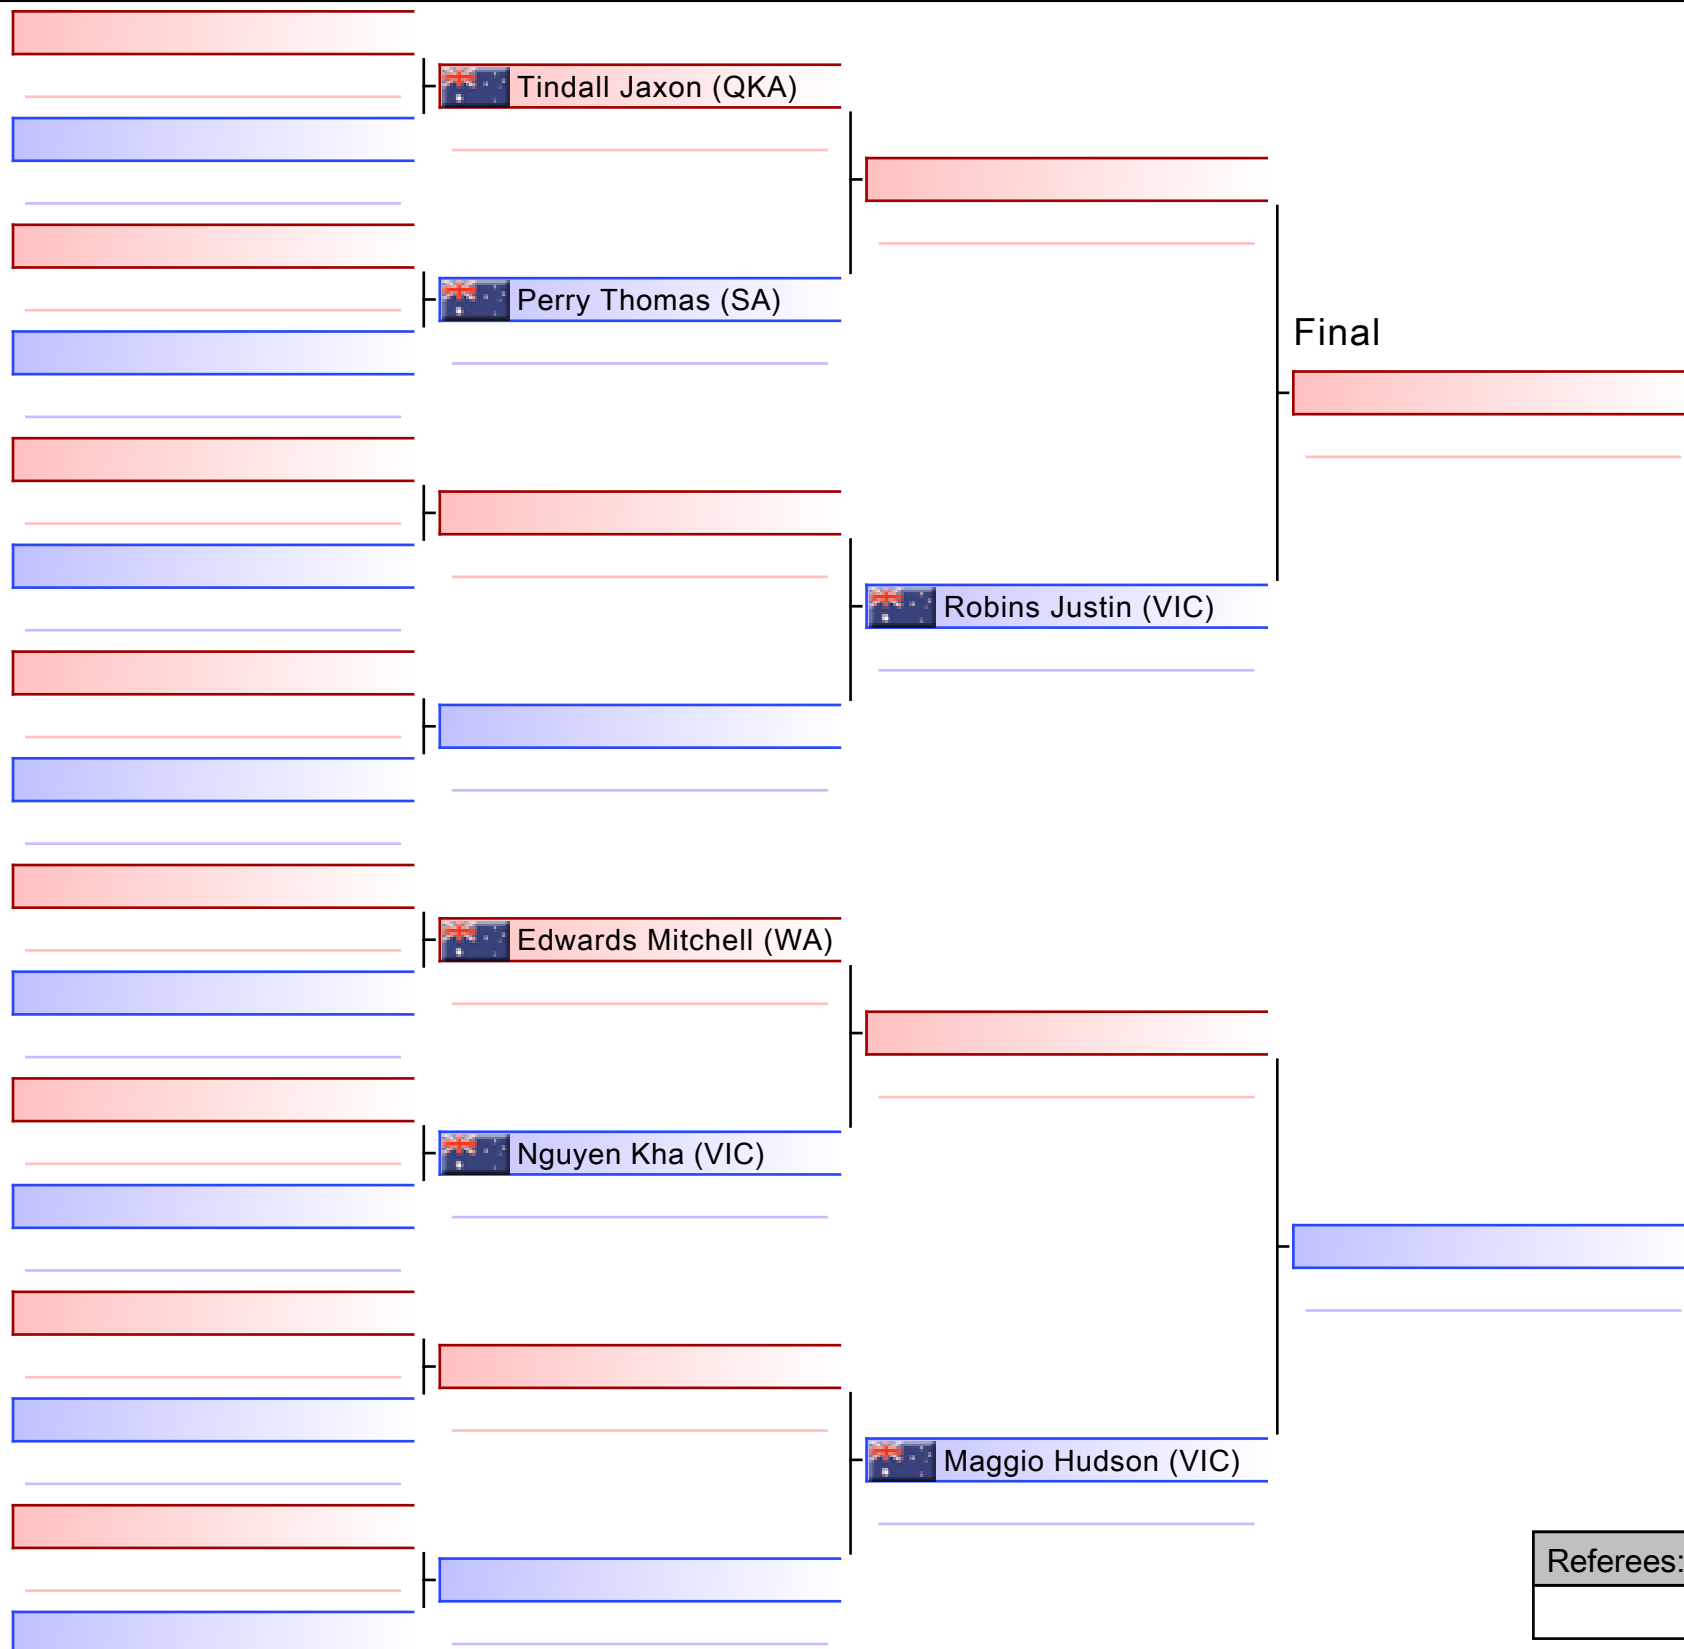 Tindall Jaxon (QKA)
Perry Thomas (SA)
Final
Robins Justin (VIC)
Edwards Mitchell (WA)
Nguyen Kha (VIC)
Maggio Hudson (VIC)
Referees: